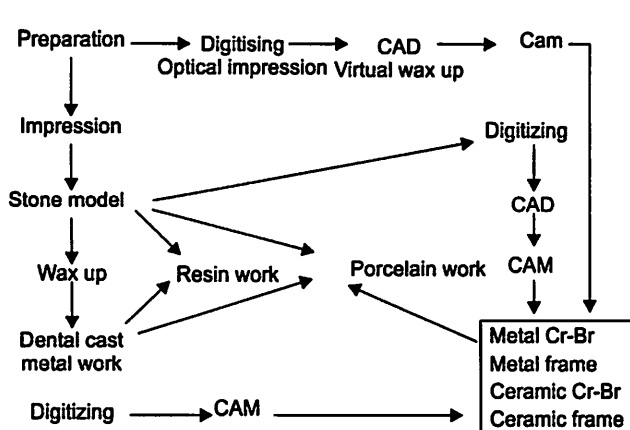 Preparation
Digitising
CAD
Cam
Optical impression
Virtual wax up
Impression
Digitizing
Stone model
CAD
Wax up
Resin work
Porcelain work
CAM
Dental cast
metal work
Metal Cr-Br
Metal frame
Ceramic Cr-Br
Ceramic frame
Digitizing
CAM